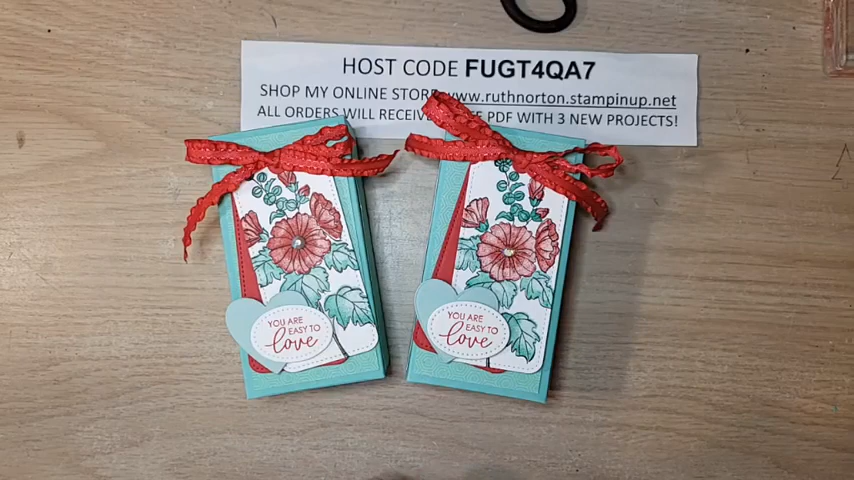 HOST CODE FUGT4QA7
SHOP MY ONLINE STORE www.ruthnorton.stampinup.net
ALL ORDERS WILL RECEIVE PDF WITH 3 NEW PROJECTS!
YOU ARE
EASY TO
love
YOU ARE
EASY TO
love